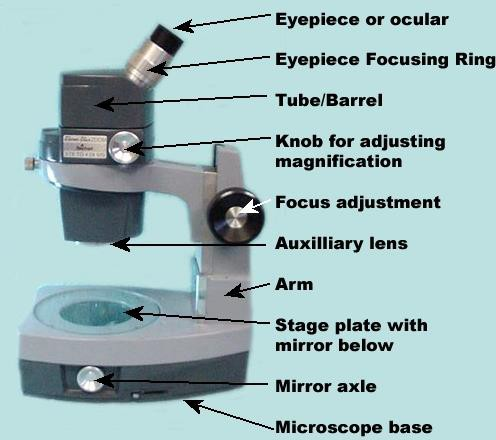 Eyepiece or ocular
Eyepiece Focusing Ring
Tube/Barrel
Knob for adjusting
magnification
Focus adjustment
Auxilliary lens
Arm
Stage plate with
mirror below
Mirror axle
Microscope base